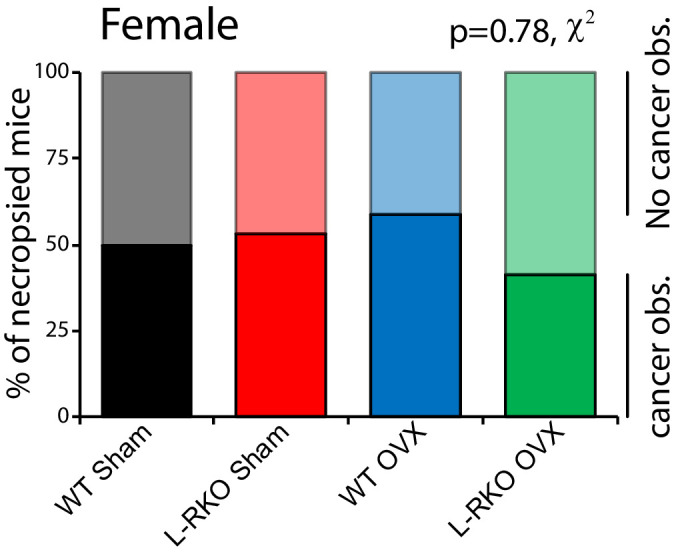 Female
p=0.78, χ²
% of necropsied mice
100
75
50
25
0
No cancer obs.
cancer obs.
WT Sham
L-RKO Sham
WT OVX
L-RKO OVX